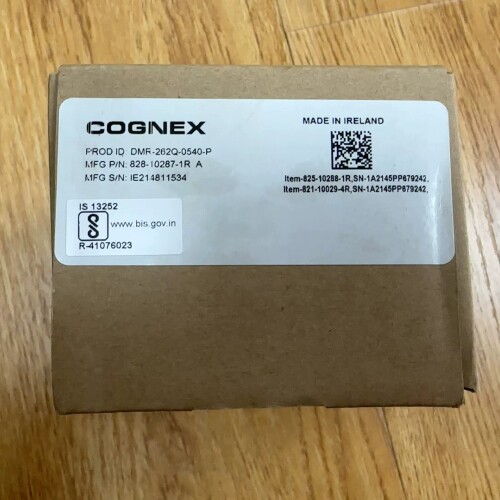 COGNEX
PROD ID: DMR-262Q-0540-P
MFG P/N: 828-10287-1R A
MFG S/N: IE214811534
MADE IN IRELAND
Item-825-10288-1R,SN-1A2145PP679242,
Item-821-10029-4R,SN-1A2145PP679242,
IS 13252
www.bis.gov.in
R-41076023